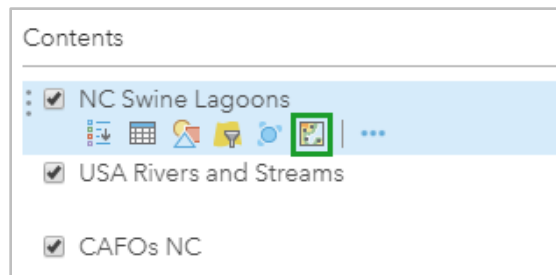 Contents
NC Swine Lagoons
USA Rivers and Streams
CAFOs NC